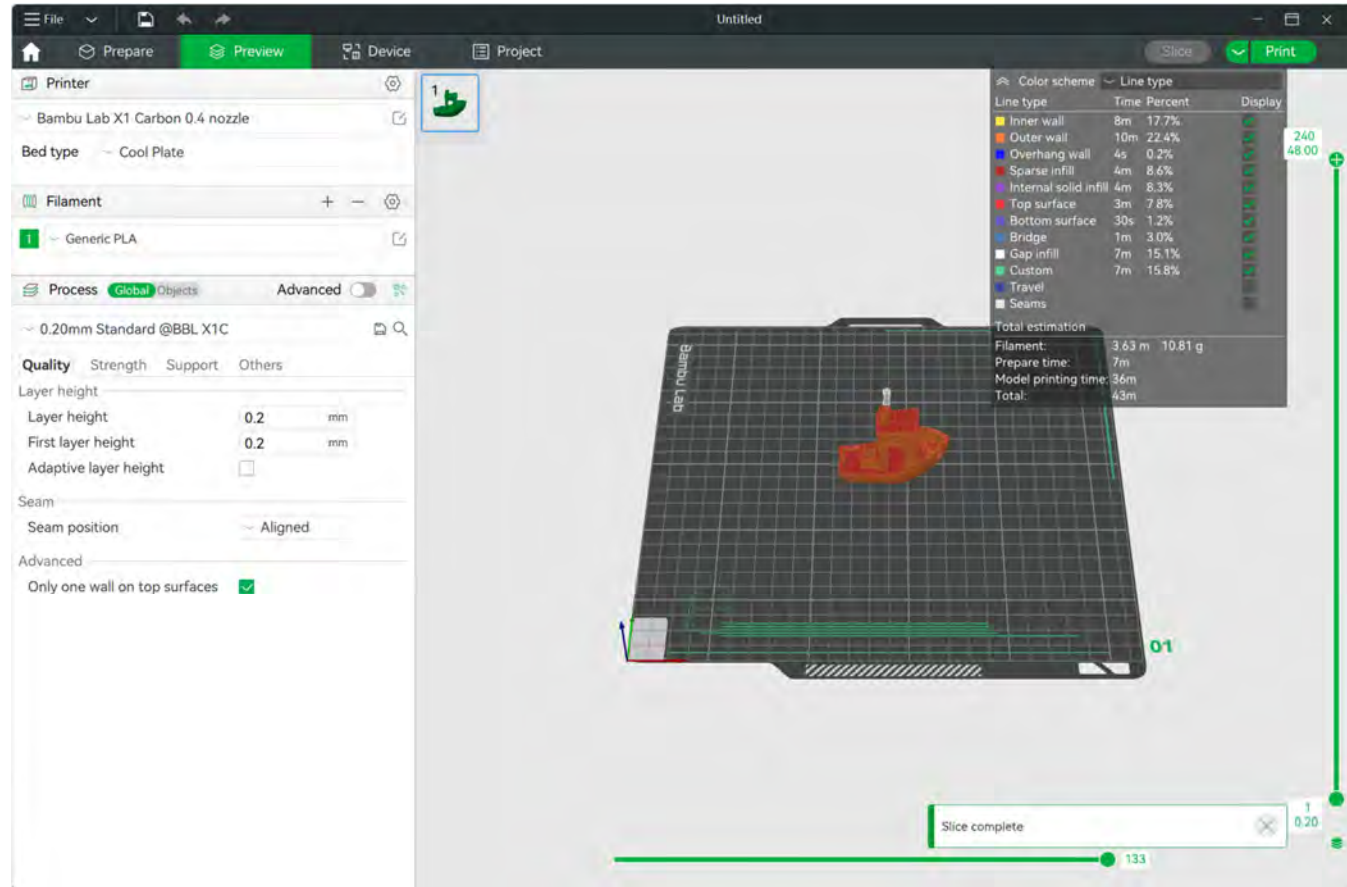 File
Untitled
Prepare
Preview
Device
Project
Slice
Print
Printer
Bambu Lab X1 Carbon 0.4 nozzle
Bed type Cool Plate
Filament
1 Generic PLA
Process Global Objects Advanced
0.20mm Standard @BBL X1C
Quality Strength Support Others
Layer height
Layer height 0.2 mm
First layer height 0.2 mm
Adaptive layer height
Seam
Seam position Aligned
Advanced
Only one wall on top surfaces
1
Color scheme Line type
Line type Time Percent Display
Inner wall 8m 17.7%
Outer wall 10m 22.4%
Overhang wall 4s 0.2%
Sparse infill 4m 8.6%
Internal solid infill 4m 8.3%
Top surface 3m 7.8%
Bottom surface 30s 1.2%
Bridge 1m 3.0%
Gap infill 7m 15.1%
Custom 7m 15.8%
Travel
Seams
Total estimation
Filament: 3.63 m 10.81 g
Prepare time: 7m
Model printing time: 36m
Total: 43m
240
48.00
Bambu Lab
01
Slice complete
1
0.20
133